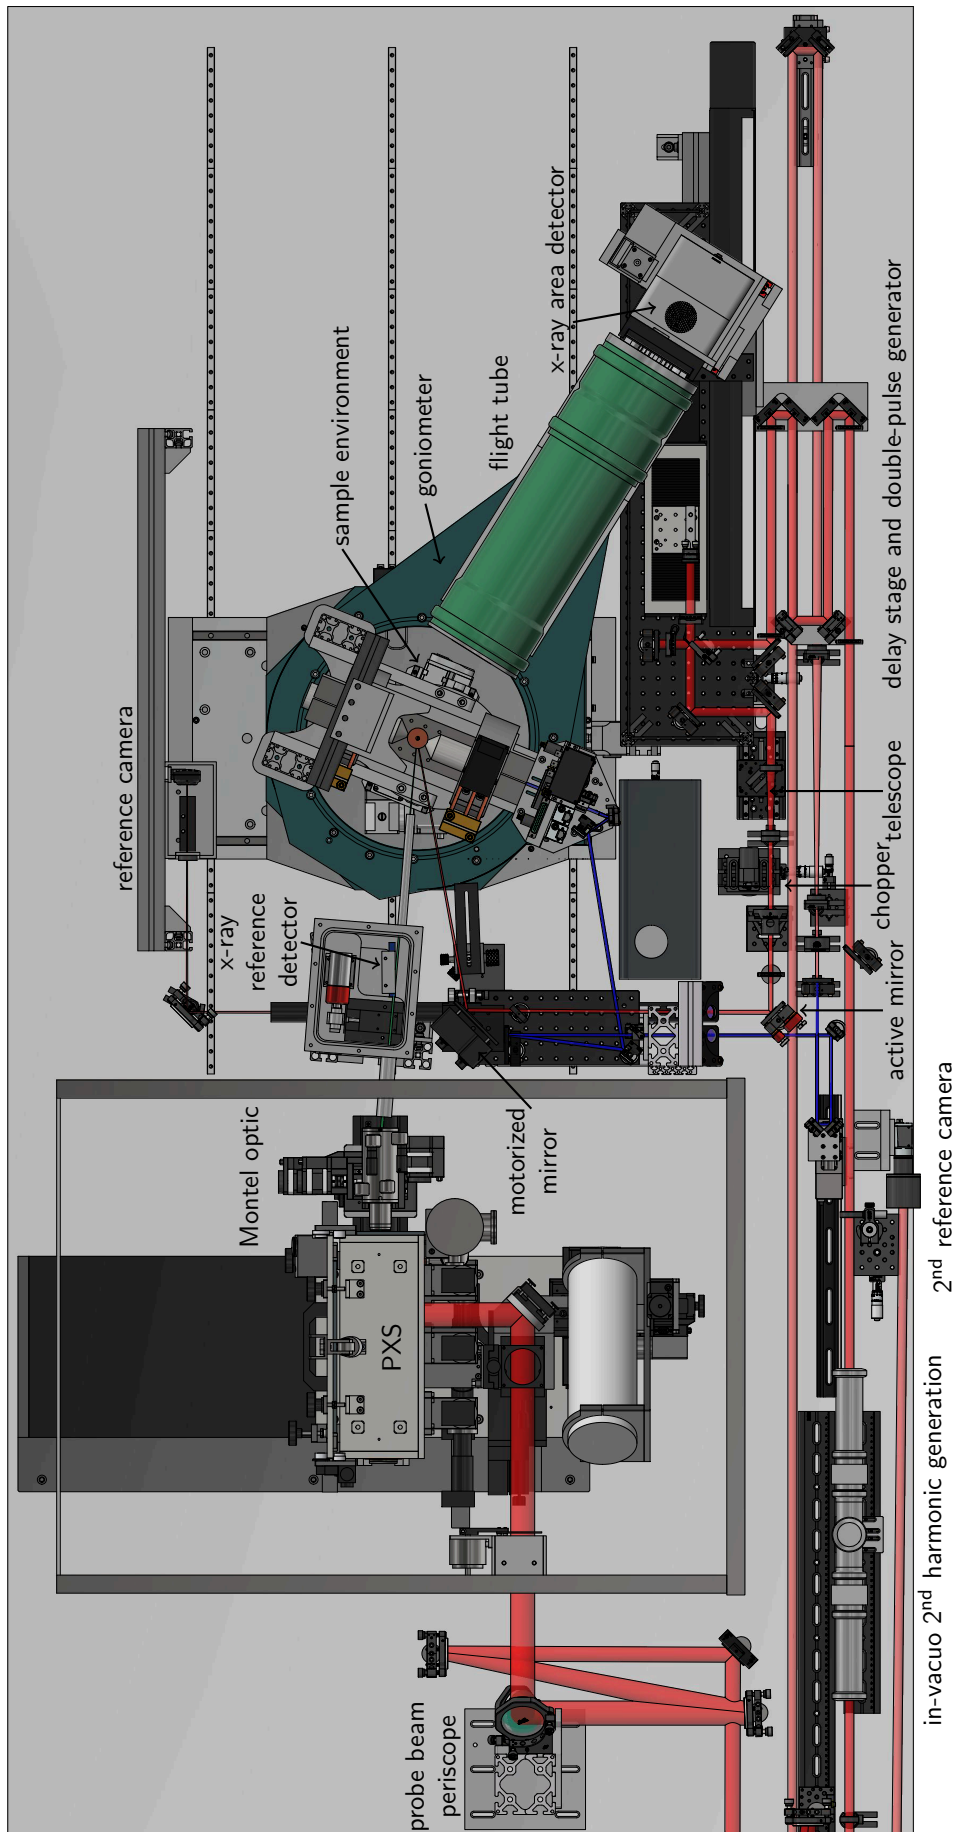 reference camera
x-ray
reference
detector
sample environment
goniometer
flight tube
x-ray area detector
delay stage and double-pulse generator
telescope
chopper
active mirror
2nd reference camera
Montel optic
motorized
mirror
PXS
in-vacuo 2nd harmonic generation
probe beam
periscope